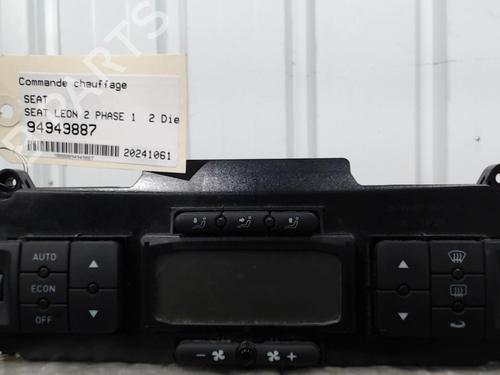 Commande chauffage
SEAT
SEAT LEON 2 PHASE 1 2 Die
94949887
20241061
AUTO
ECON
OFF